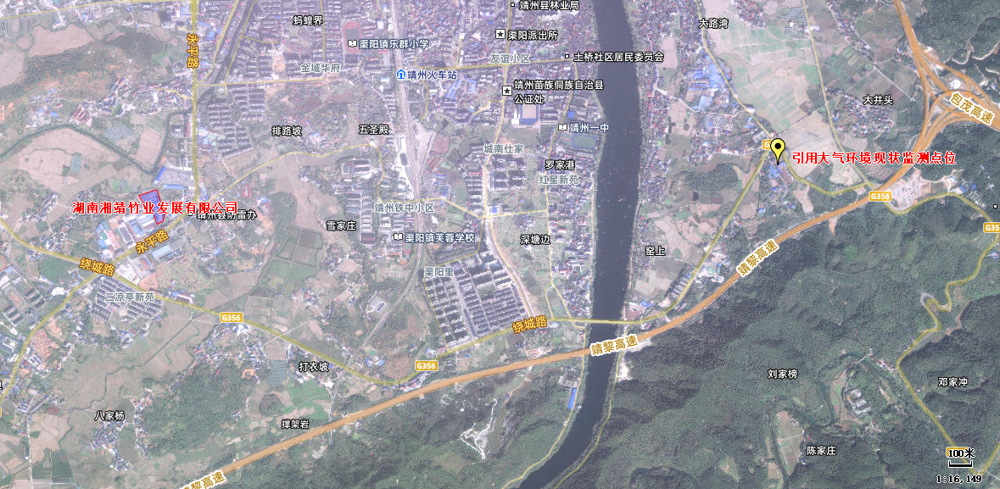 靖州县林业局
蚂蝗界
大路湾
渠阳派出所
永平路
渠阳镇乐群小学
友谊小区
土桥社区居民委员会
金域华府
靖州火车站
靖州苗族侗族自治县
公证处
大井头
包茂高速
排路坡
五圣殿
靖州一中
城南仕家
引用大气环境现状监测点位
罗家港
红星新苑
G356
湖南湘靖竹业发展有限公司
靖州县防雷办
靖州铁中小区
雪家庄
渠阳镇芙蓉学校
深塘边
窑上
永平路
靖黎高速
绕城路
渠阳里
二凉亭新苑
G356
绕城路
靖黎高速
G356
打衣坡
刘家榜
邓家冲
八家杨
撑架岩
陈家庄
100米
靖黎高速
1:16,149